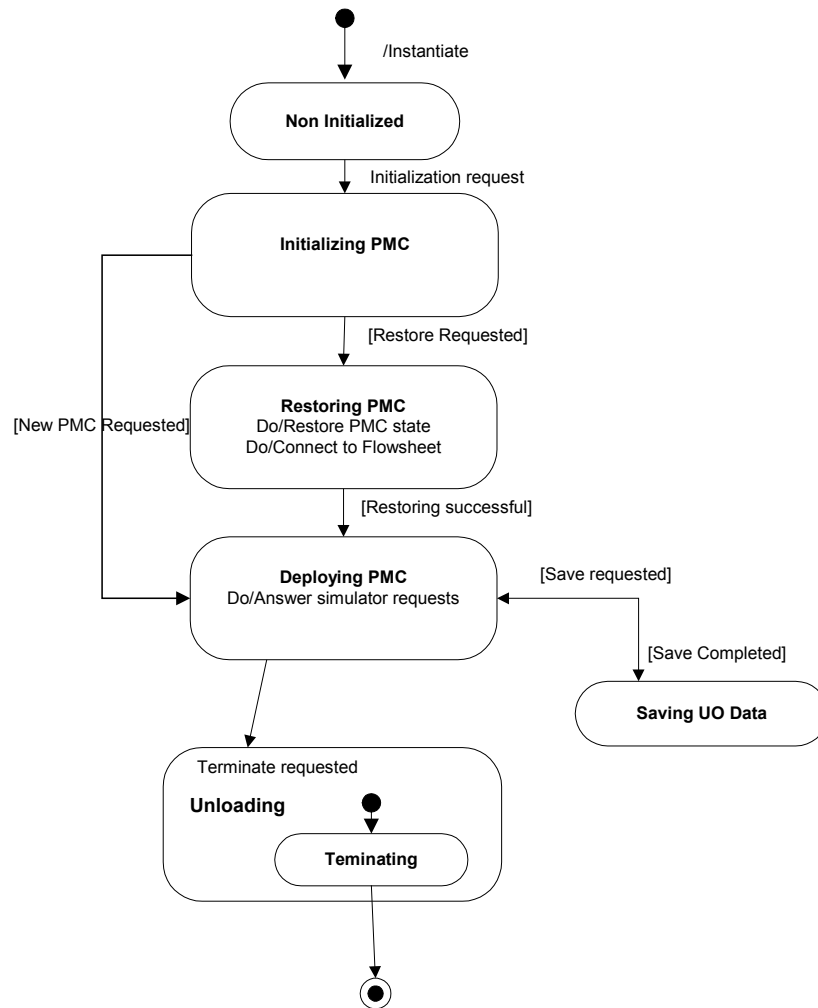 /Instantiate
Non Initialized
Initialization request
Initializing PMC
[Restore Requested]
Restoring PMC
Do/Restore PMC state
Do/Connect to Flowsheet
[New PMC Requested]
[Restoring successful]
Deploying PMC
Do/Answer simulator requests
[Save requested]
[Save Completed]
Saving UO Data
Terminate requested
Unloading
Teminating